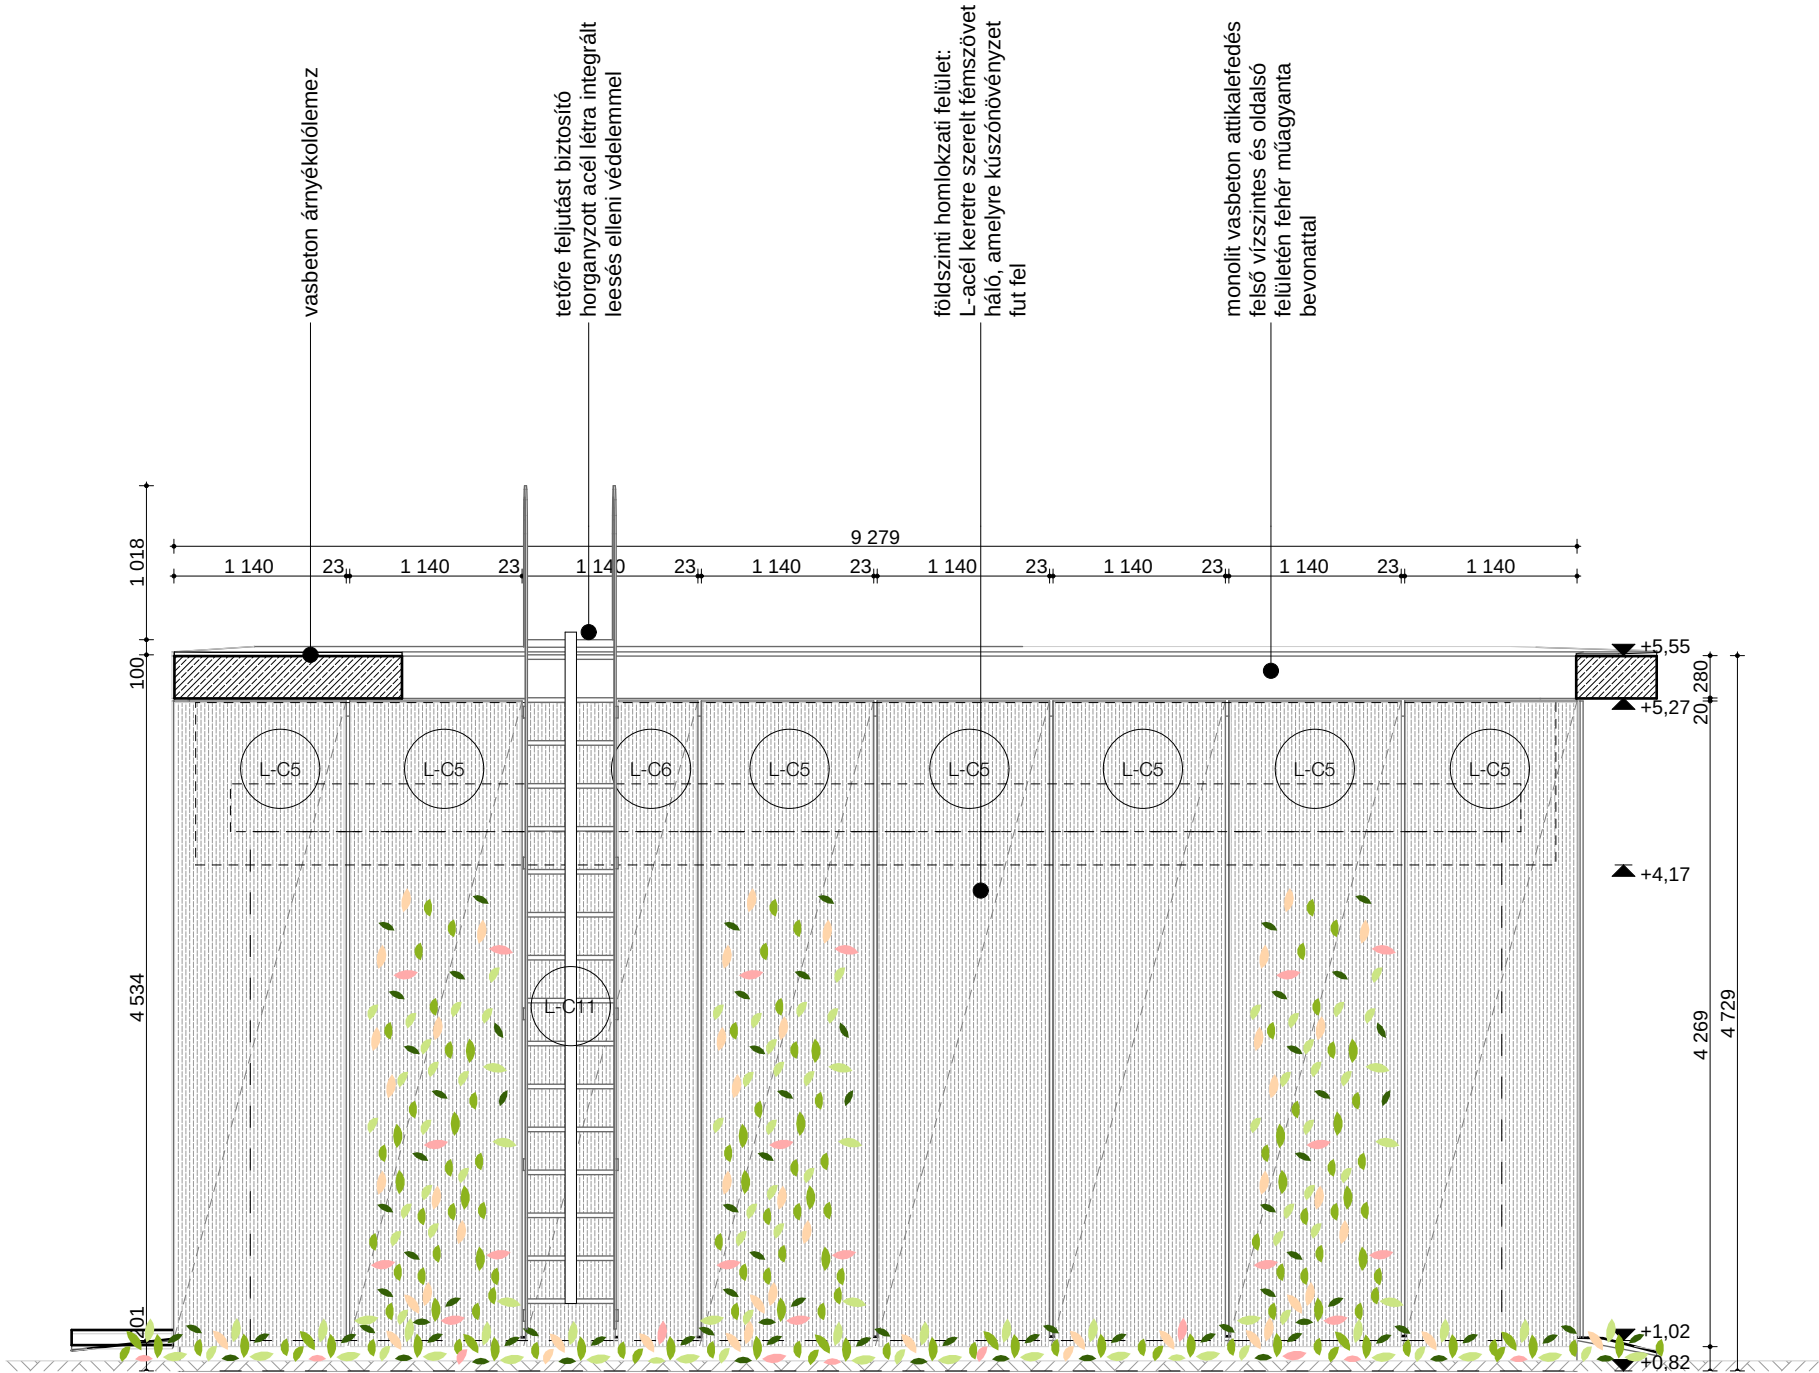 vasbeton árnyékolólemez
tetőre feljutást biztosító
horganyzott acél létra integrált
leesés elleni védelemmel
földszinti homlokzati felület:
L-acél keretre szerelt fémszövet
háló, amelyre kúszónövényzet
fut fel
monolit vasbeton attikalefedés
felső vízszintes és oldalsó
felületén fehér műgyanta
bevonattal
9 279
1 140 23 1 140 23 1 140 23 1 140 23 1 140 23 1 140 23 1 140 23 1 140
1 018
100
4 534
201
+5,55
280
20
+5,27
L-C5 L-C5 L-C6 L-C5 L-C5 L-C5 L-C5 L-C5
+4,17
L-C11
4 269
4 729
+1,02
+0,82